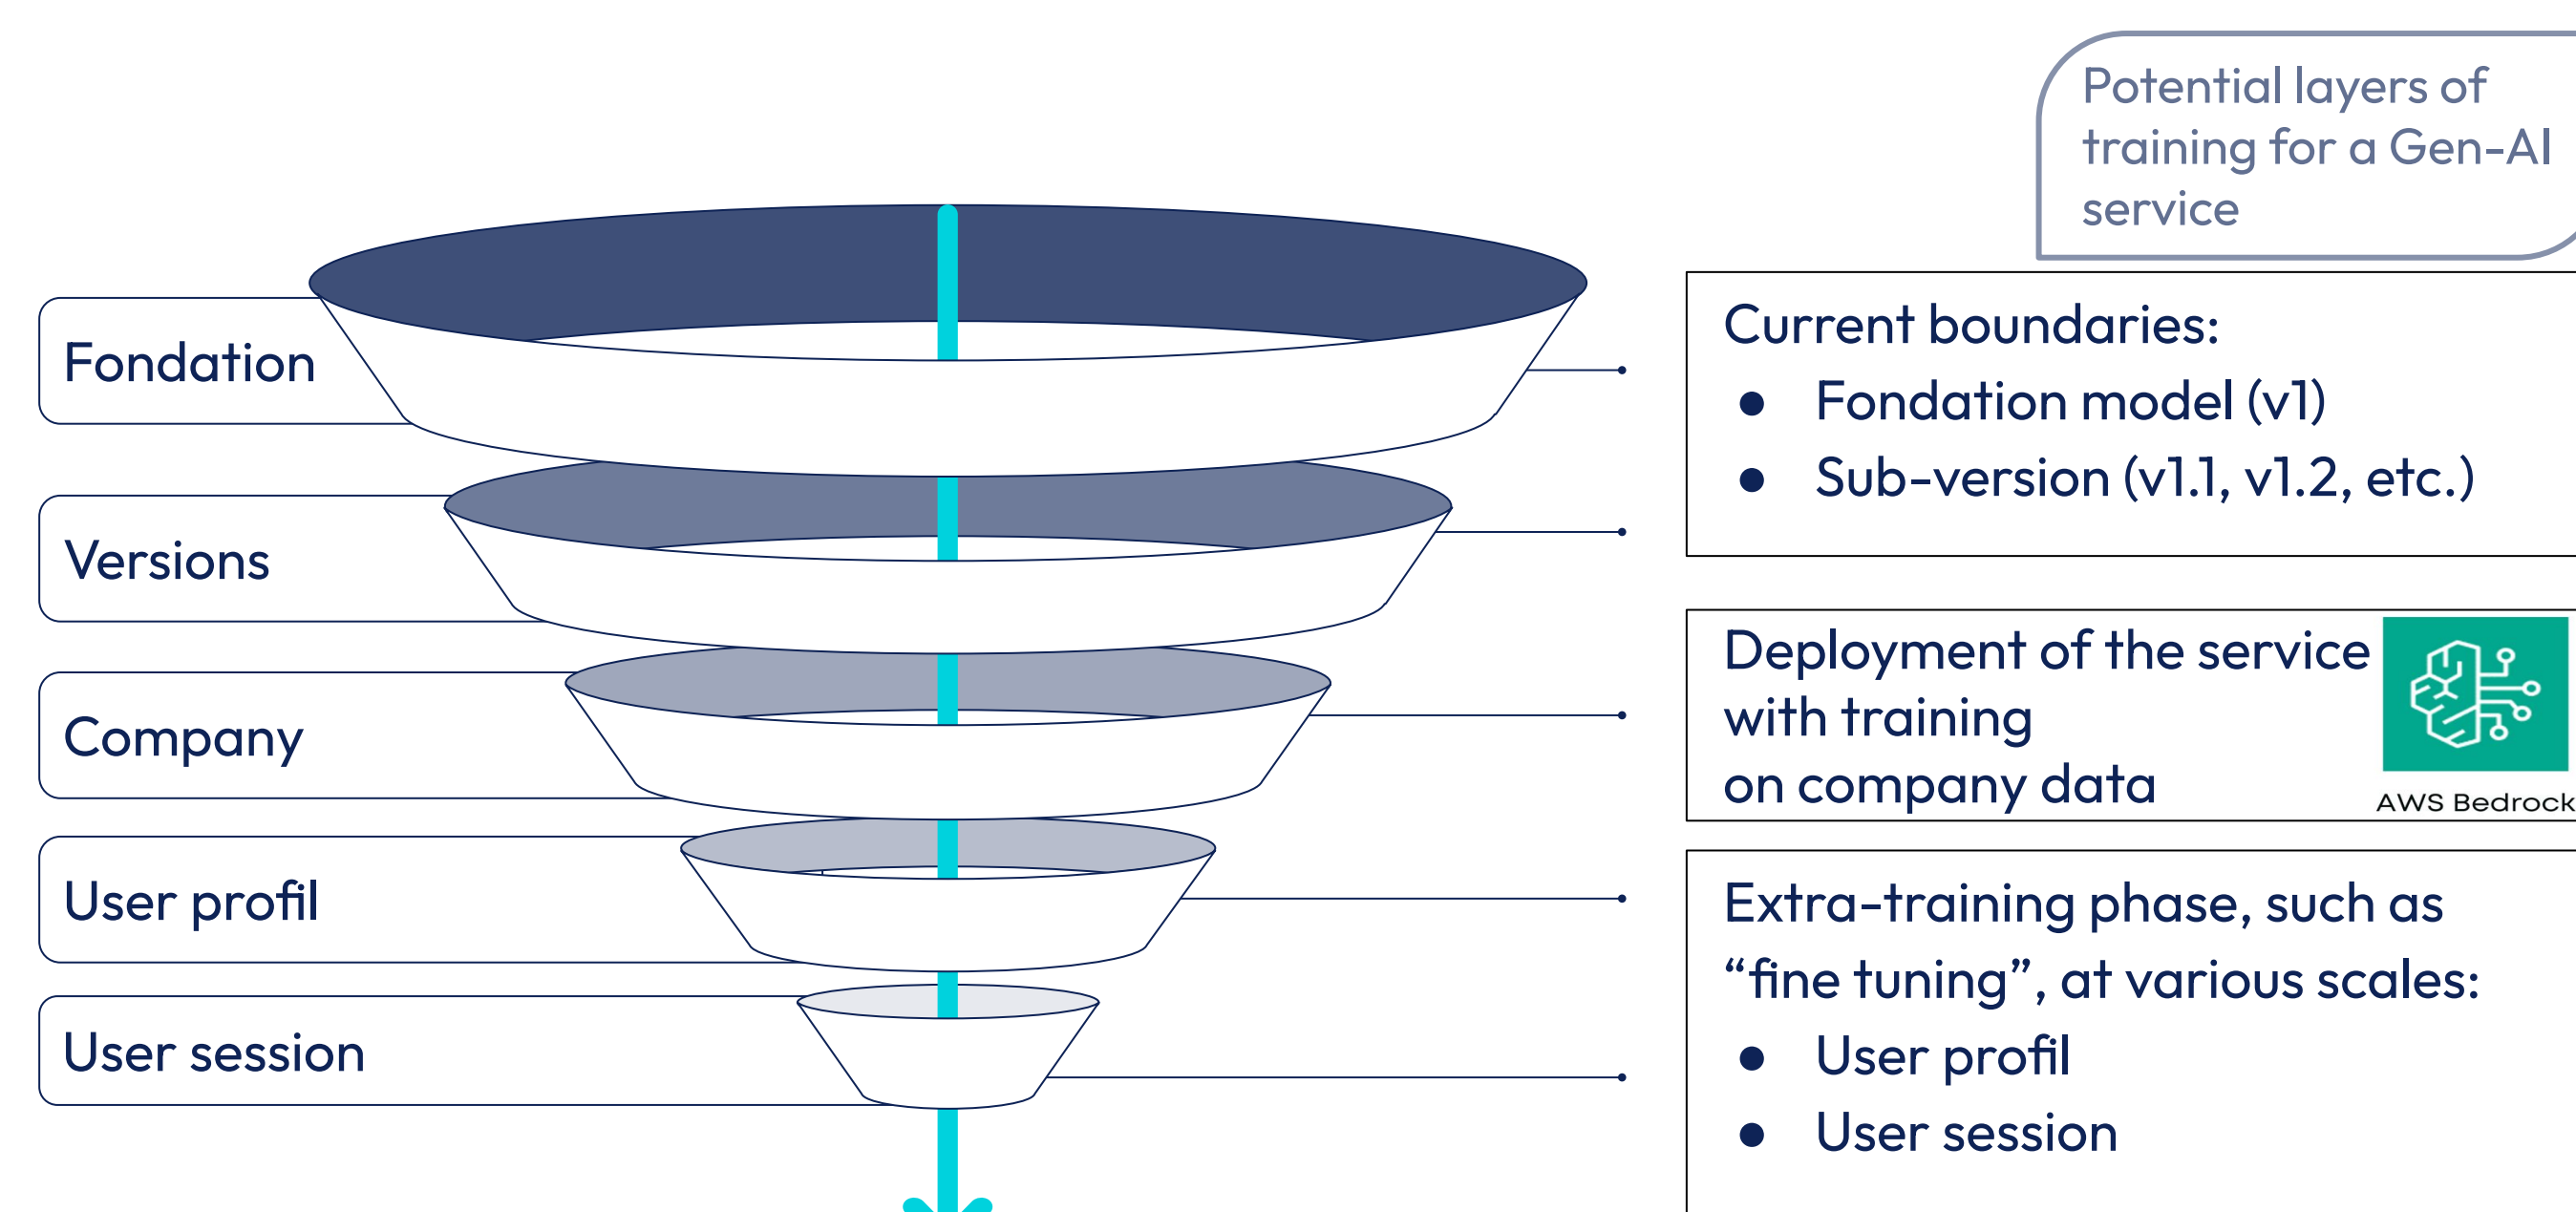 Potential layers of
training for a Gen-AI
service
Fondation
Versions
Company
User profil
User session
Current boundaries:
● Fondation model (v1)
● Sub-version (v1.1, v1.2, etc.)
Deployment of the service
with training
on company data
AWS Bedrock
Extra-training phase, such as
“fine tuning”, at various scales:
● User profil
● User session